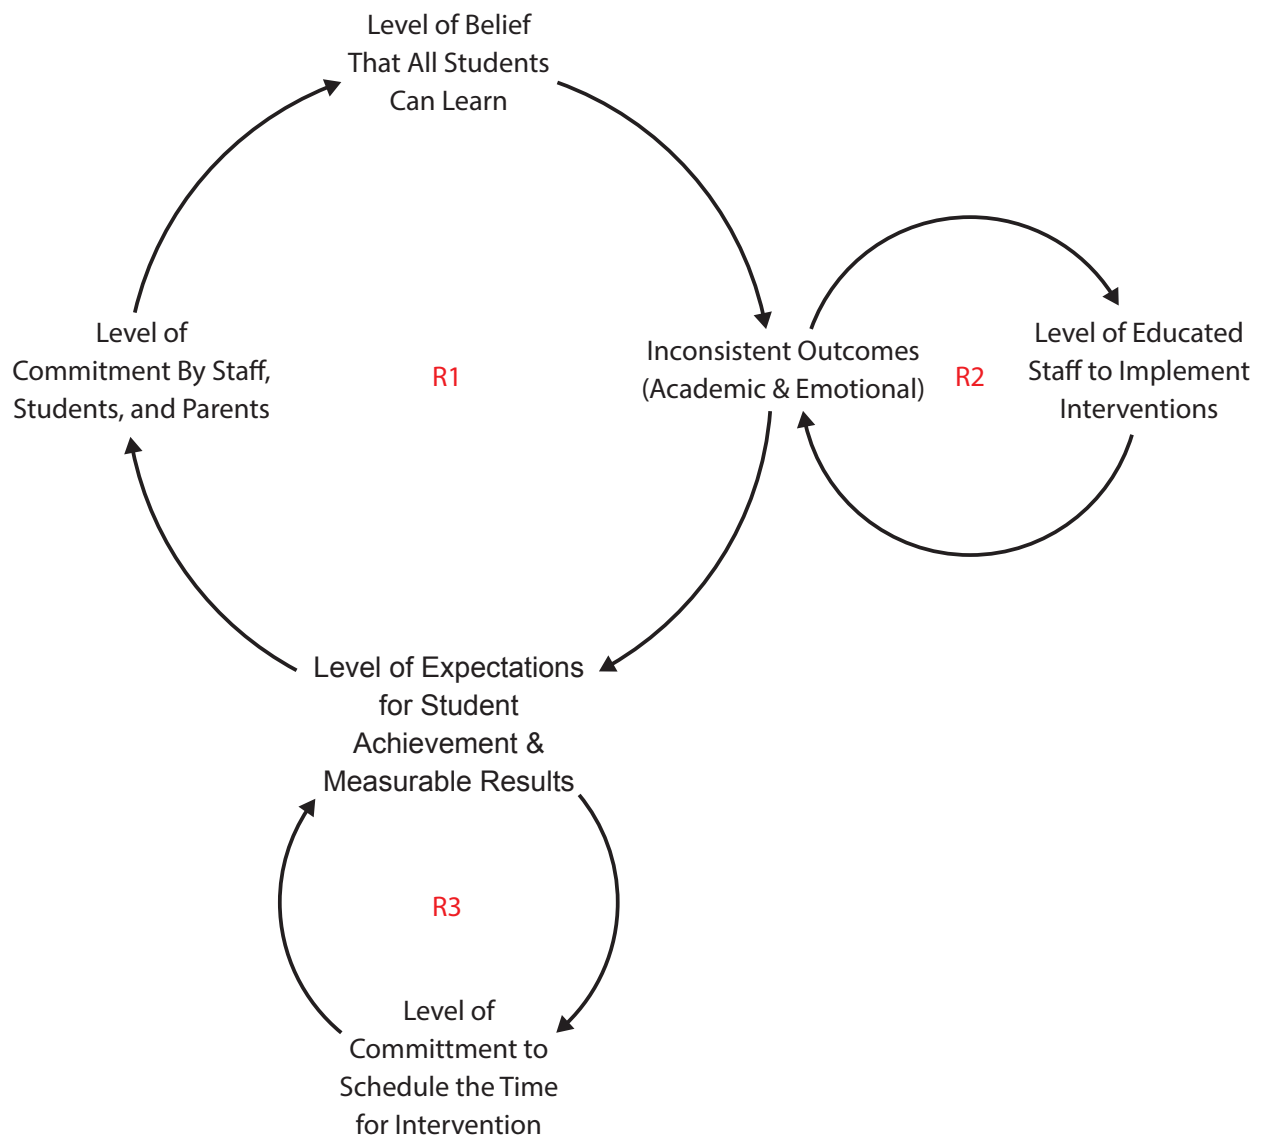 Level of Belief
That All Students
Can Learn
Level of
Commitment By Staff,
Students, and Parents
R1
Inconsistent Outcomes
(Academic & Emotional)
R2
Level of Educated
Staff to Implement
Interventions
Level of Expectations
for Student
Achievement &
Measurable Results
R3
Level of
Committment to
Schedule the Time
for Intervention